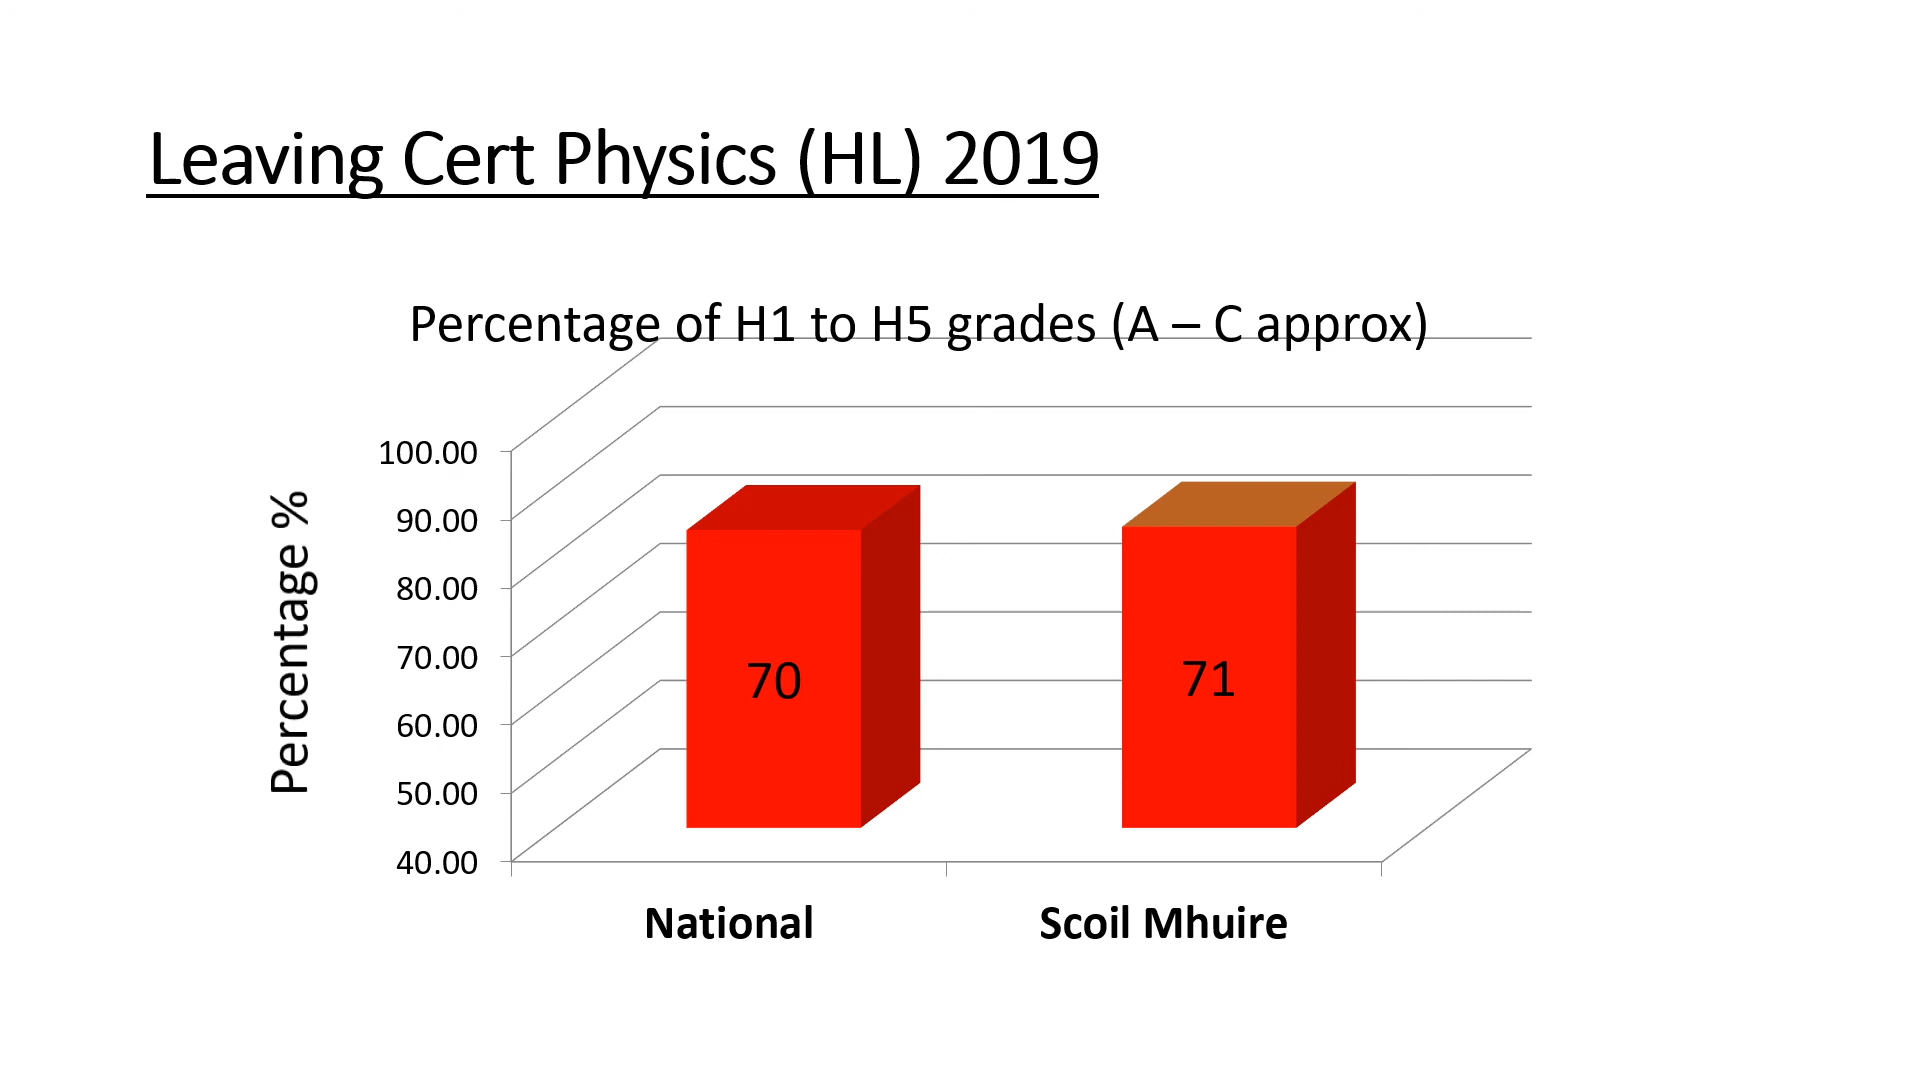 Leaving Cert Physics (HL) 2019
Percentage of H1 to H5 grades (A – C approx)
Percentage %
100.00
90.00
80.00
70.00
60.00
50.00
40.00
70
71
National
Scoil Mhuire